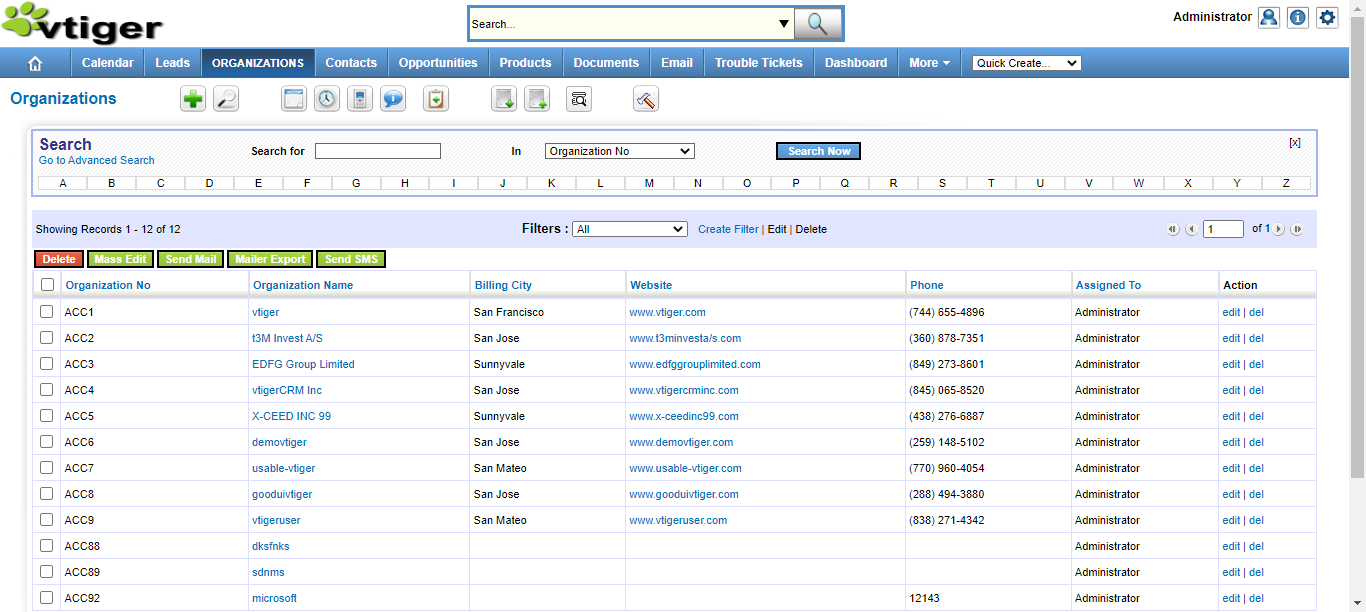 vtiger
Search...
Administrator
Calendar Leads ORGANIZATIONS Contacts Opportunities Products Documents Email Trouble Tickets Dashboard More Quick Create...
Organizations
Search
Go to Advanced Search
Search for In Organization No Search Now [x]
A B C D E F G H I J K L M N O P Q R S T U V W X Y Z
Showing Records 1 - 12 of 12 Filters : All Create Filter | Edit | Delete 1 of 1
Delete Mass Edit Send Mail Mailer Export Send SMS
Organization No Organization Name Billing City Website Phone Assigned To Action
ACC1 vtiger San Francisco www.vtiger.com (744) 655-4896 Administrator edit | del
ACC2 t3M Invest A/S San Jose www.t3minvesta/s.com (360) 878-7351 Administrator edit | del
ACC3 EDFG Group Limited Sunnyvale www.edfggrouplimited.com (849) 273-8601 Administrator edit | del
ACC4 vtigerCRM Inc San Jose www.vtigercrminc.com (845) 065-8520 Administrator edit | del
ACC5 X-CEED INC 99 Sunnyvale www.x-ceedinc99.com (438) 276-6887 Administrator edit | del
ACC6 demovtiger San Jose www.demovtiger.com (259) 148-5102 Administrator edit | del
ACC7 usable-vtiger San Mateo www.usable-vtiger.com (770) 960-4054 Administrator edit | del
ACC8 gooduivtiger San Jose www.gooduivtiger.com (288) 494-3880 Administrator edit | del
ACC9 vtigeruser San Mateo www.vtigeruser.com (838) 271-4342 Administrator edit | del
ACC88 dksfnks Administrator edit | del
ACC89 sdnms Administrator edit | del
ACC92 microsoft 12143 Administrator edit | del